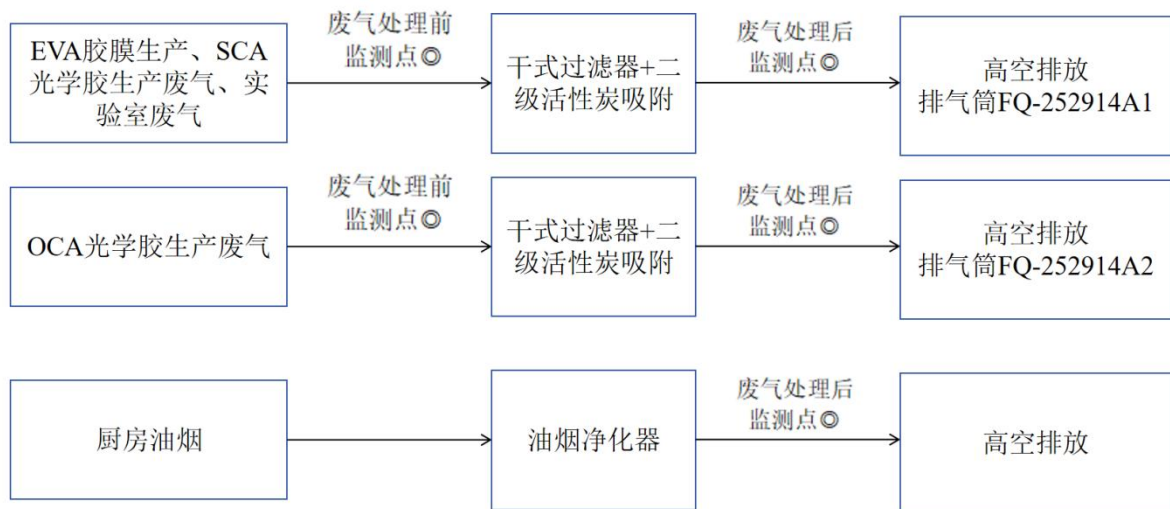 EVA胶膜生产、SCA
光学胶生产废气、实
验室废气
废气处理前
监测点◎
干式过滤器+二
级活性炭吸附
废气处理后
监测点◎
高空排放
排气筒FQ-252914A1
OCA光学胶生产废气
废气处理前
监测点◎
干式过滤器+二
级活性炭吸附
废气处理后
监测点◎
高空排放
排气筒FQ-252914A2
厨房油烟
油烟净化器
废气处理后
监测点◎
高空排放